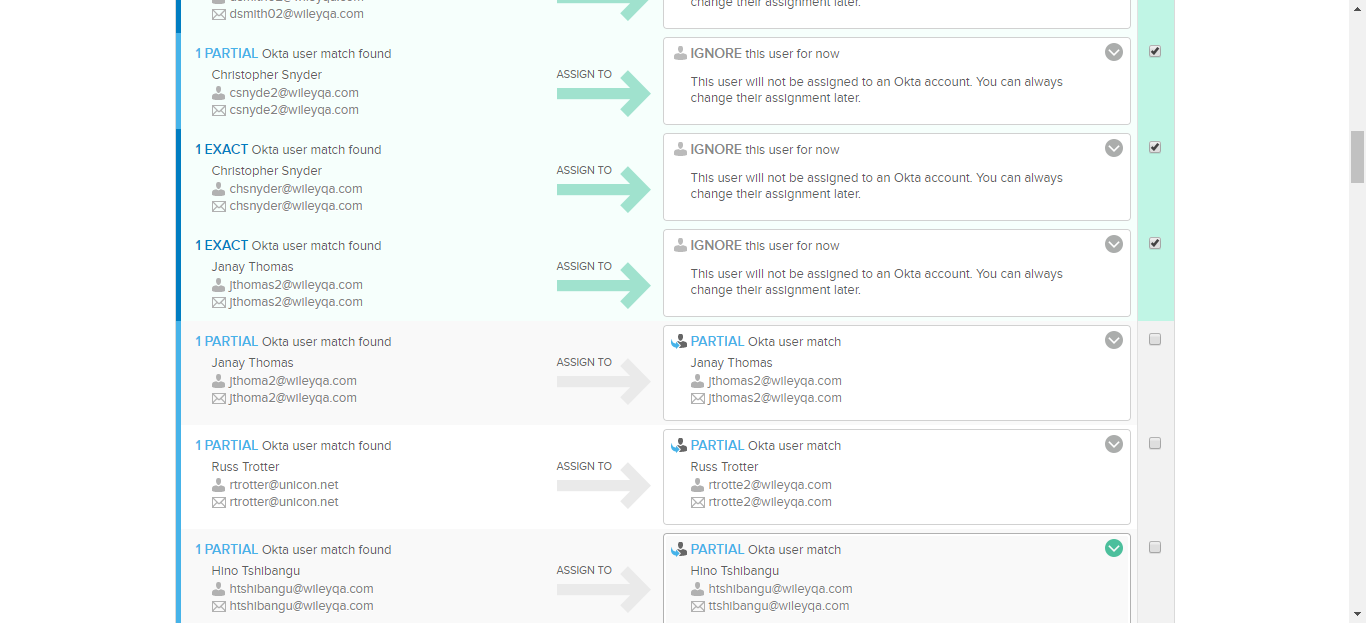 dsmith02@wileyqa.com
change their assignment later.
1 PARTIAL Okta user match found
Christopher Snyder
csnyde2@wileyqa.com
csnyde2@wileyqa.com
ASSIGN TO
IGNORE this user for now
This user will not be assigned to an Okta account. You can always
change their assignment later.
1 EXACT Okta user match found
Christopher Snyder
chsnyder@wileyqa.com
chsnyder@wileyqa.com
ASSIGN TO
IGNORE this user for now
This user will not be assigned to an Okta account. You can always
change their assignment later.
1 EXACT Okta user match found
Janay Thomas
jthomas2@wileyqa.com
jthomas2@wileyqa.com
ASSIGN TO
IGNORE this user for now
This user will not be assigned to an Okta account. You can always
change their assignment later.
1 PARTIAL Okta user match found
Janay Thomas
jthoma2@wileyqa.com
jthoma2@wileyqa.com
ASSIGN TO
PARTIAL Okta user match
Janay Thomas
jthomas2@wileyqa.com
jthomas2@wileyqa.com
1 PARTIAL Okta user match found
Russ Trotter
rtrotter@unicon.net
rtrotter@unicon.net
ASSIGN TO
PARTIAL Okta user match
Russ Trotter
rtrotte2@wileyqa.com
rtrotte2@wileyqa.com
1 PARTIAL Okta user match found
Hino Tshibangu
htshibangu@wileyqa.com
htshibangu@wileyqa.com
ASSIGN TO
PARTIAL Okta user match
Hino Tshibangu
htshibangu@wileyqa.com
ttshibangu@wileyqa.com